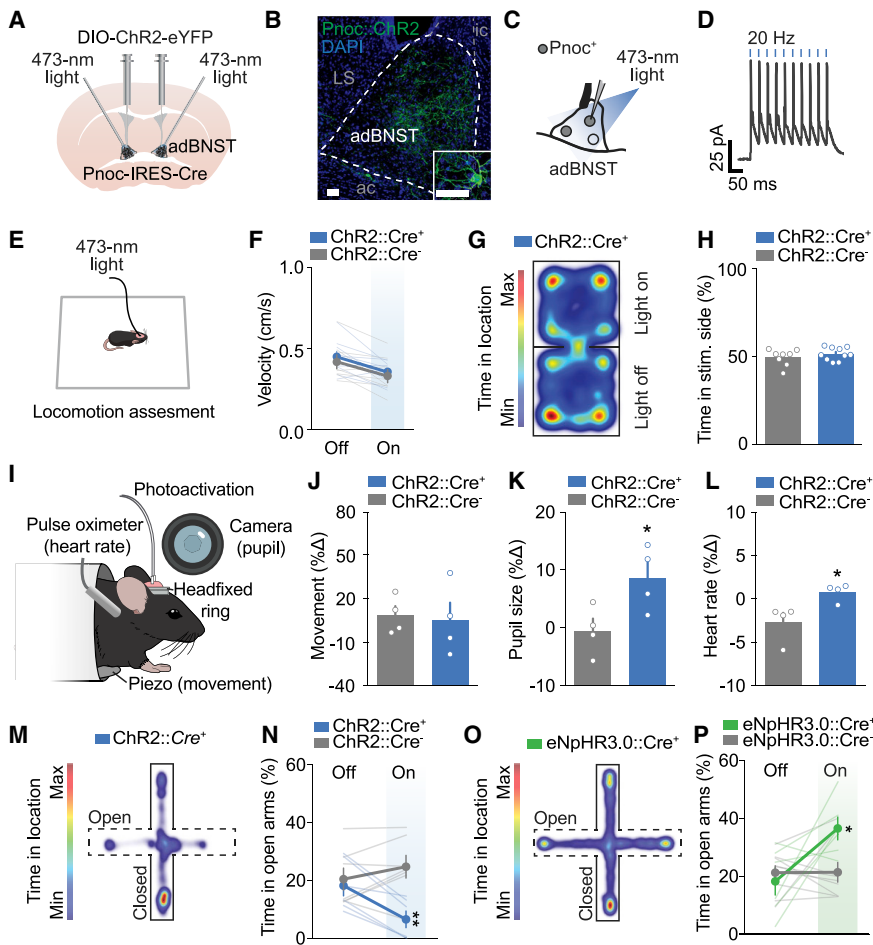 A
DIO-ChR2-eYFP
473-nm
light
473-nm
light
adBNST
Pnoc-IRES-Cre
B
Pnoc::ChR2
DAPI
ic
LS
adBNST
ac
C
Pnoc⁺
473-nm
light
adBNST
D
20 Hz
25 pA
50 ms
E
473-nm
light
Locomotion assesment
F
ChR2::Cre⁺
ChR2::Cre⁻
Velocity (cm/s)
1.0
0.5
0.0
Off
On
G
ChR2::Cre⁺
Time in location
Max
Min
Light on
Light off
H
ChR2::Cre⁺
ChR2::Cre⁻
Time in stim. side (%)
100
50
0
I
Photoactivation
Pulse oximeter
(heart rate)
Camera
(pupil)
Headfixed
ring
Piezo (movement)
J
ChR2::Cre⁺
ChR2::Cre⁻
Movement (%Δ)
80
20
-10
-40
K
ChR2::Cre⁺
ChR2::Cre⁻
Pupil size (%Δ)
20
10
0
-10
*
L
ChR2::Cre⁺
ChR2::Cre⁻
Heart rate (%Δ)
10
5
0
-5
-10
*
M
ChR2::Cre⁺
Time in location
Max
Min
Open
Closed
N
ChR2::Cre⁺
ChR2::Cre⁻
Time in open arms (%)
60
40
20
0
Off
On
**
O
eNpHR3.0::Cre⁺
Time in location
Max
Min
Open
Closed
P
eNpHR3.0::Cre⁺
eNpHR3.0::Cre⁻
Time in open arms (%)
60
40
20
0
Off
On
*